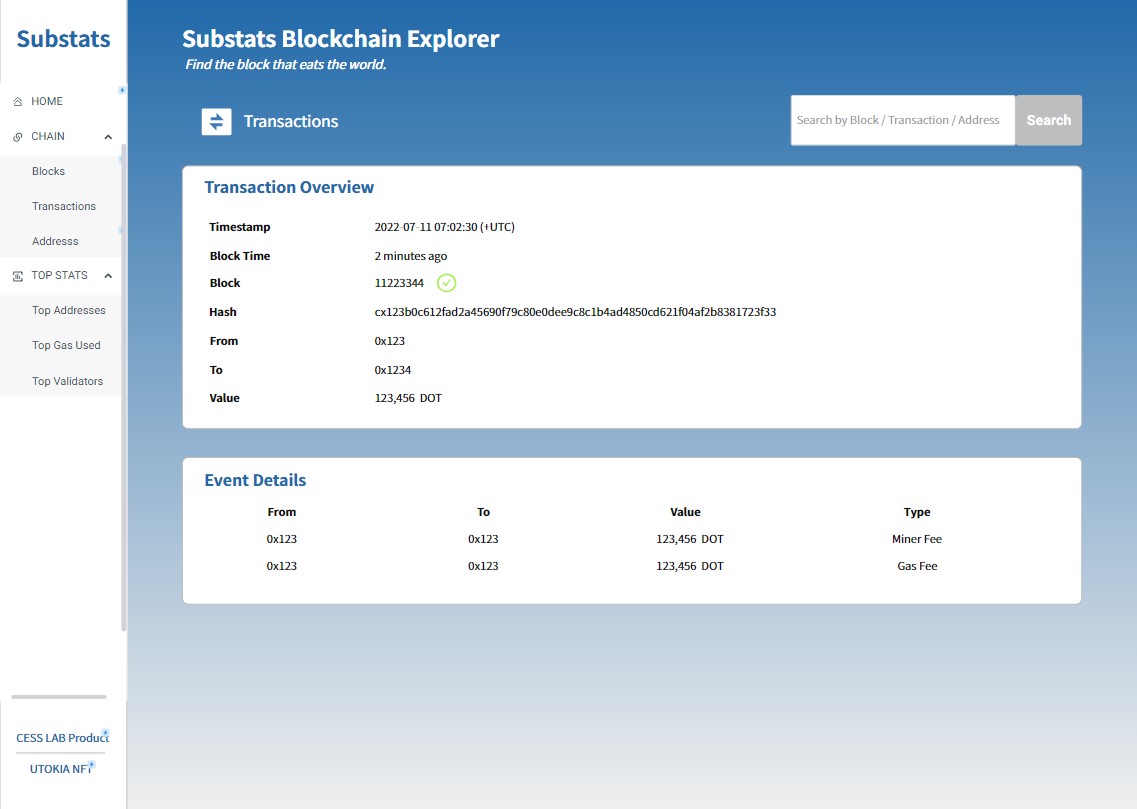 Substats
HOME
CHAIN
Blocks
Transactions
Addresss
TOP STATS
Top Addresses
Top Gas Used
Top Validators
CESS LAB Product
UTOKIA NFT
Substats Blockchain Explorer
Find the block that eats the world.
Transactions
Search by Block / Transaction / Address
Search
Transaction Overview
Timestamp 2022-07-11 07:02:30 (+UTC)
Block Time 2 minutes ago
Block 11223344
Hash cx123b0c612fad2a45690f79c80e0dee9c8c1b4ad4850cd621f04af2b8381723f33
From 0x123
To 0x1234
Value 123,456 DOT
Event Details
From To Value Type
0x123 0x123 123,456 DOT Miner Fee
0x123 0x123 123,456 DOT Gas Fee